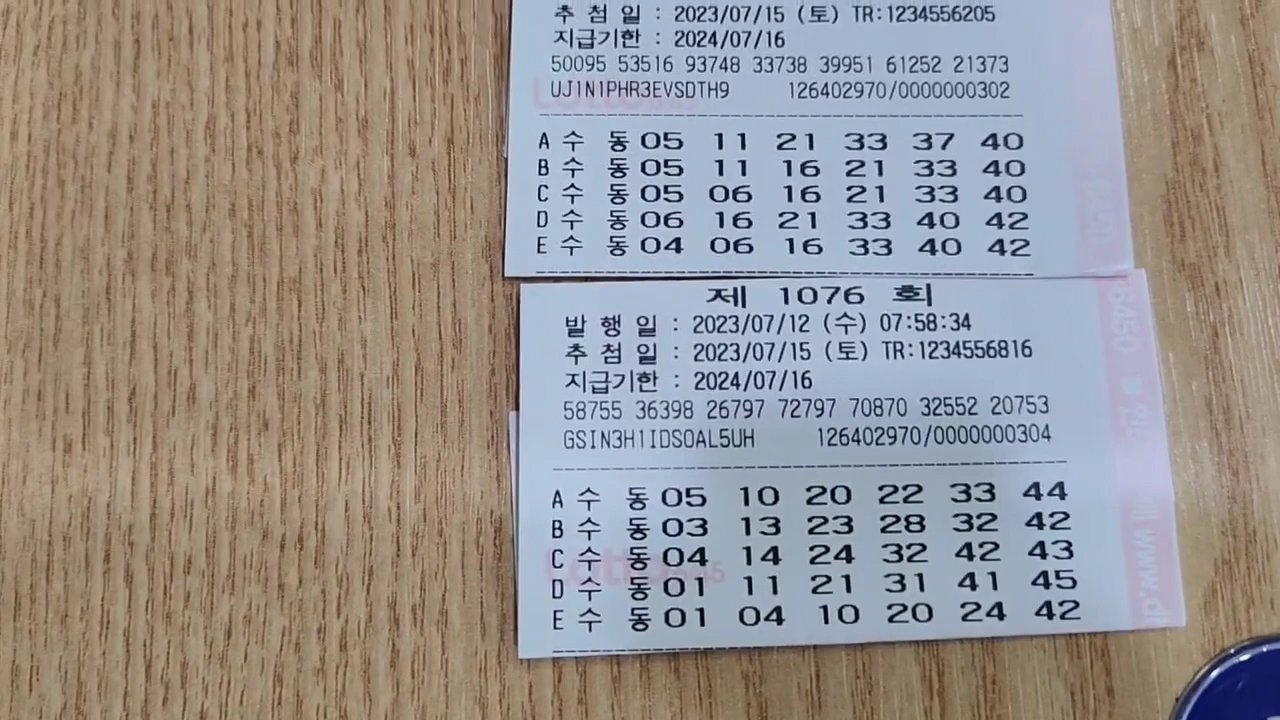 추 첨 일 : 2023/07/15 (토) TR:1234556205
지급기한 : 2024/07/16
50095 53516 93748 33738 39951 61252 21373
UJ1N1PHR3EVSDTH9 126402970/0000000302
A 수 동 05 11 21 33 37 40
B 수 동 05 11 16 21 33 40
C 수 동 05 06 16 21 33 40
D 수 동 06 16 21 33 40 42
E 수 동 04 06 16 33 40 42
제 1076 회
발 행 일 : 2023/07/12 (수) 07:58:34
추 첨 일 : 2023/07/15 (토) TR:1234556816
지급기한 : 2024/07/16
58755 36398 26797 72797 70870 32552 20753
GSIN3H1IDSOAL5UH 126402970/0000000304
A 수 동 05 10 20 22 33 44
B 수 동 03 13 23 28 32 42
C 수 동 04 14 24 32 42 43
D 수 동 01 11 21 31 41 45
E 수 동 01 04 10 20 24 42
6450
www.d